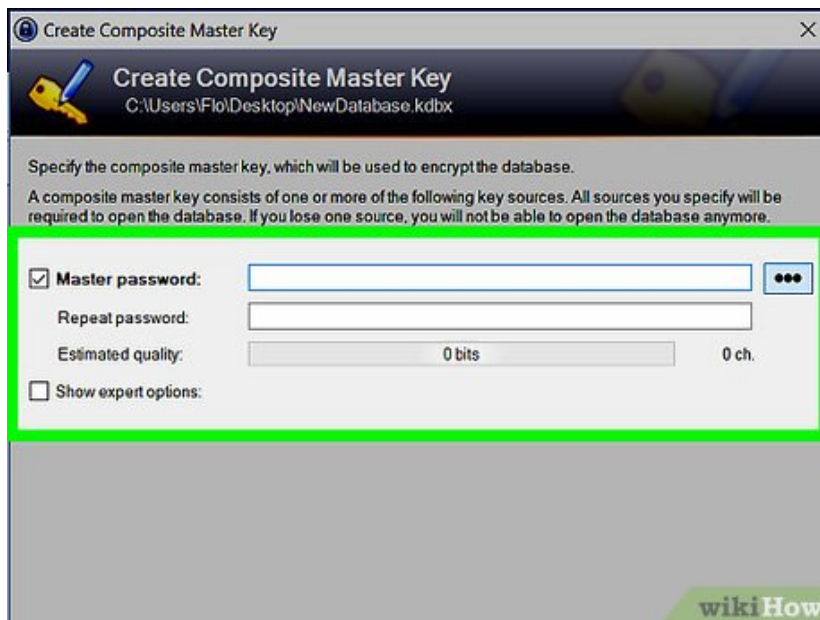 Create Composite Master Key
Create Composite Master Key
C:\Users\Flo\Desktop\NewDatabase.kdbx
Specify the composite master key, which will be used to encrypt the database.
A composite master key consists of one or more of the following key sources. All sources you specify will be
required to open the database. If you lose one source, you will not be able to open the database anymore.
Master password:
Repeat password:
Estimated quality: 0 bits 0 ch.
Show expert options:
wikiHow